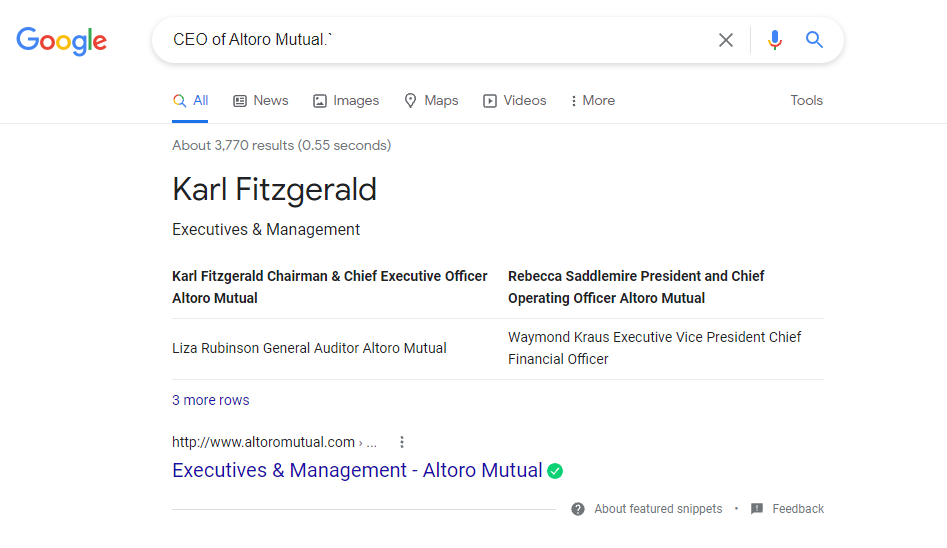 Google
CEO of Altoro Mutual.`
All News Images Maps Videos More Tools
About 3,770 results (0.55 seconds)
Karl Fitzgerald
Executives & Management
Karl Fitzgerald Chairman & Chief Executive Officer
Altoro Mutual
Rebecca Saddlemire President and Chief
Operating Officer Altoro Mutual
Liza Rubinson General Auditor Altoro Mutual
Waymond Kraus Executive Vice President Chief
Financial Officer
3 more rows
http://www.altoromutual.com › ...
Executives & Management - Altoro Mutual
About featured snippets • Feedback